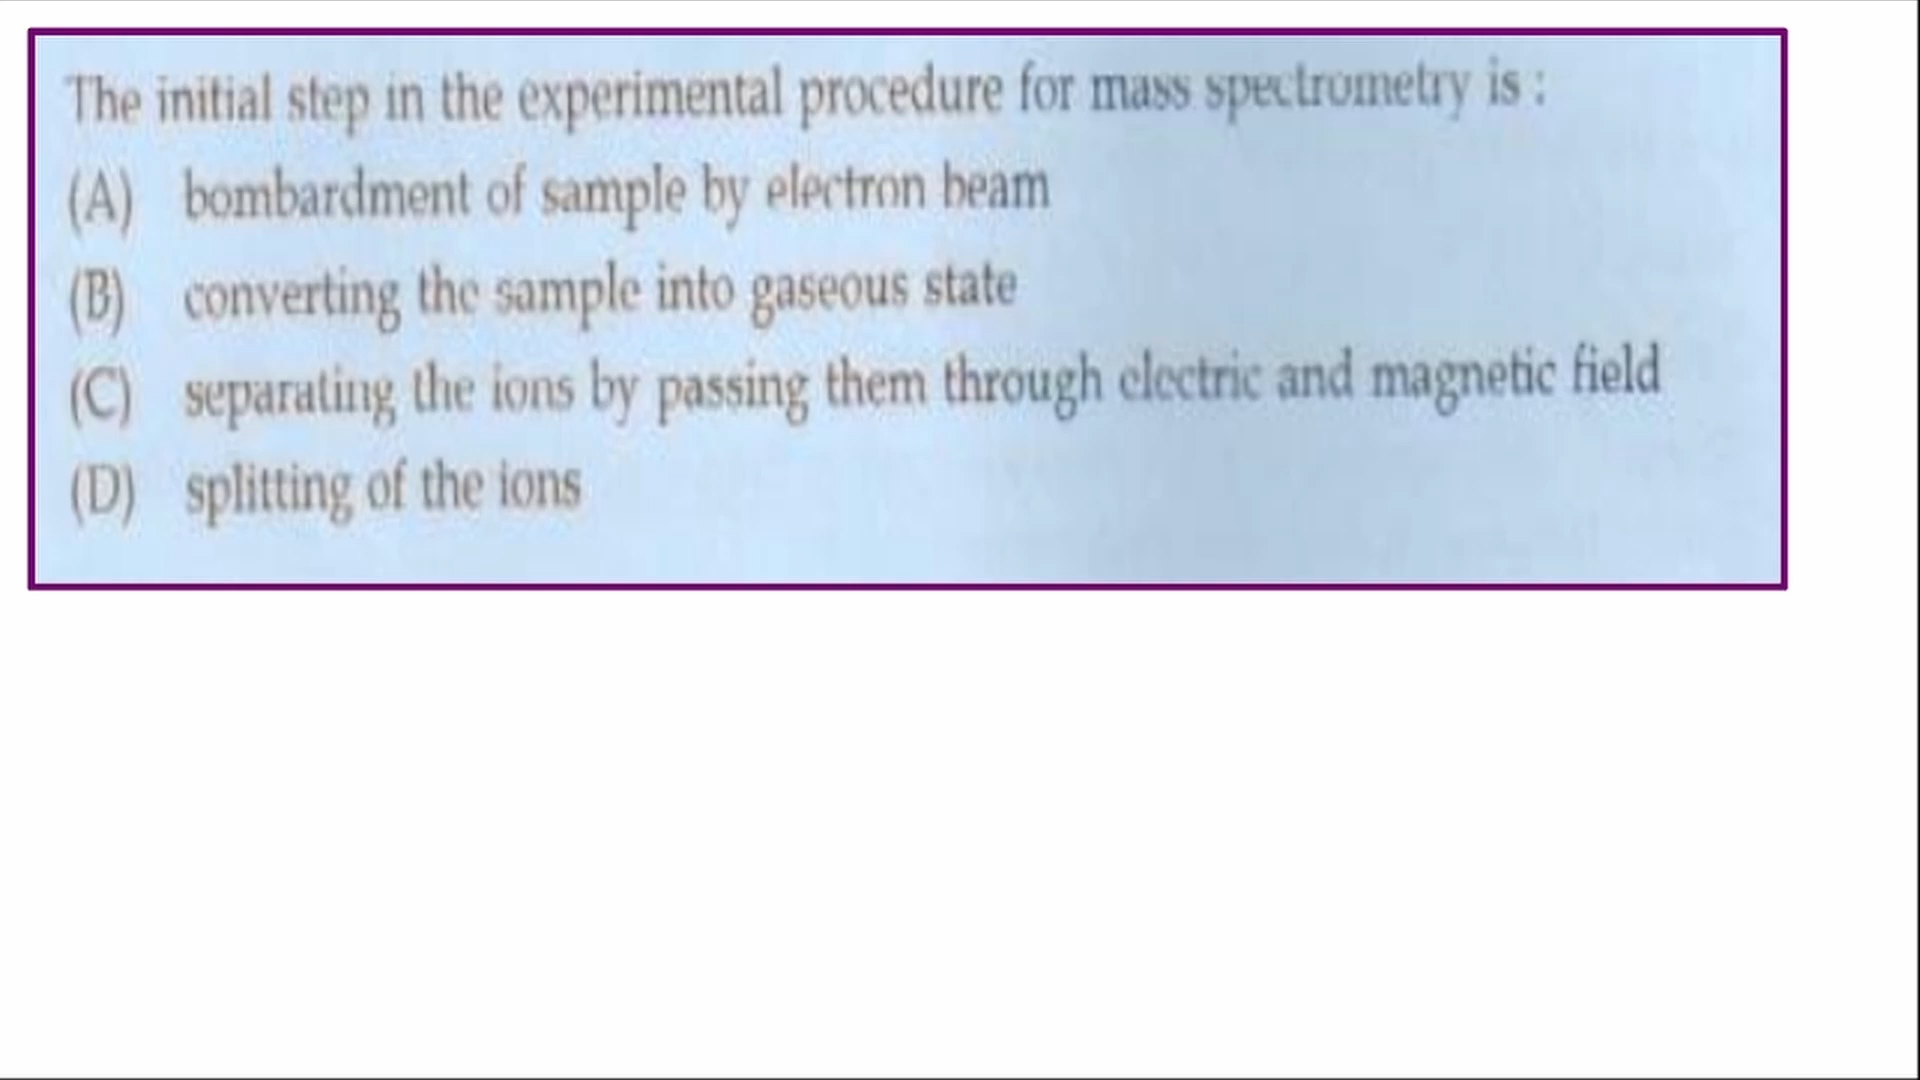 The initial step in the experimental procedure for mass spectrometry is :
(A) bombardment of sample by electron beam
(B) converting the sample into gaseous state
(C) separating the ions by passing them through electric and magnetic field
(D) splitting of the ions